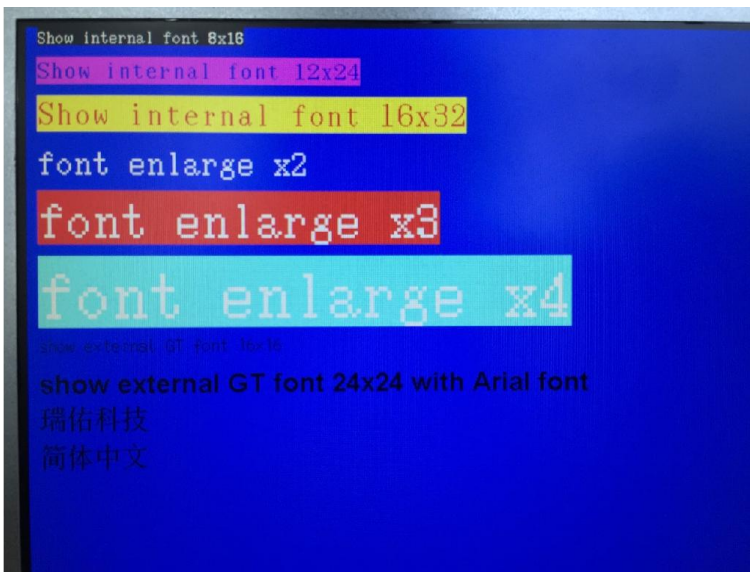 Show internal font 8x16
Show internal font 12x24
Show internal font 16x32
font enlarge x2
font enlarge x3
font enlarge x4
show external GT font 16x16
show external GT font 24x24 with Arial font
瑞佑科技
简体中文